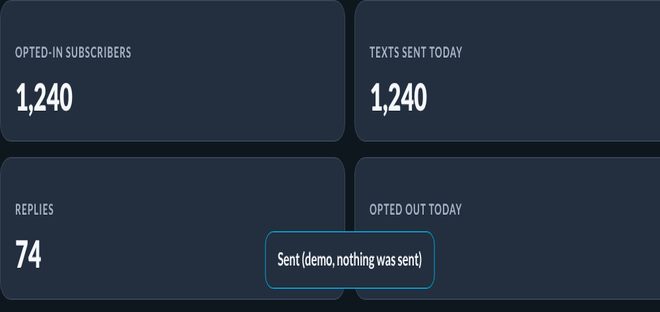 OPTED-IN SUBSCRIBERS
1,240
TEXTS SENT TODAY
1,240
REPLIES
74
OPTED OUT TODAY
Sent (demo, nothing was sent)